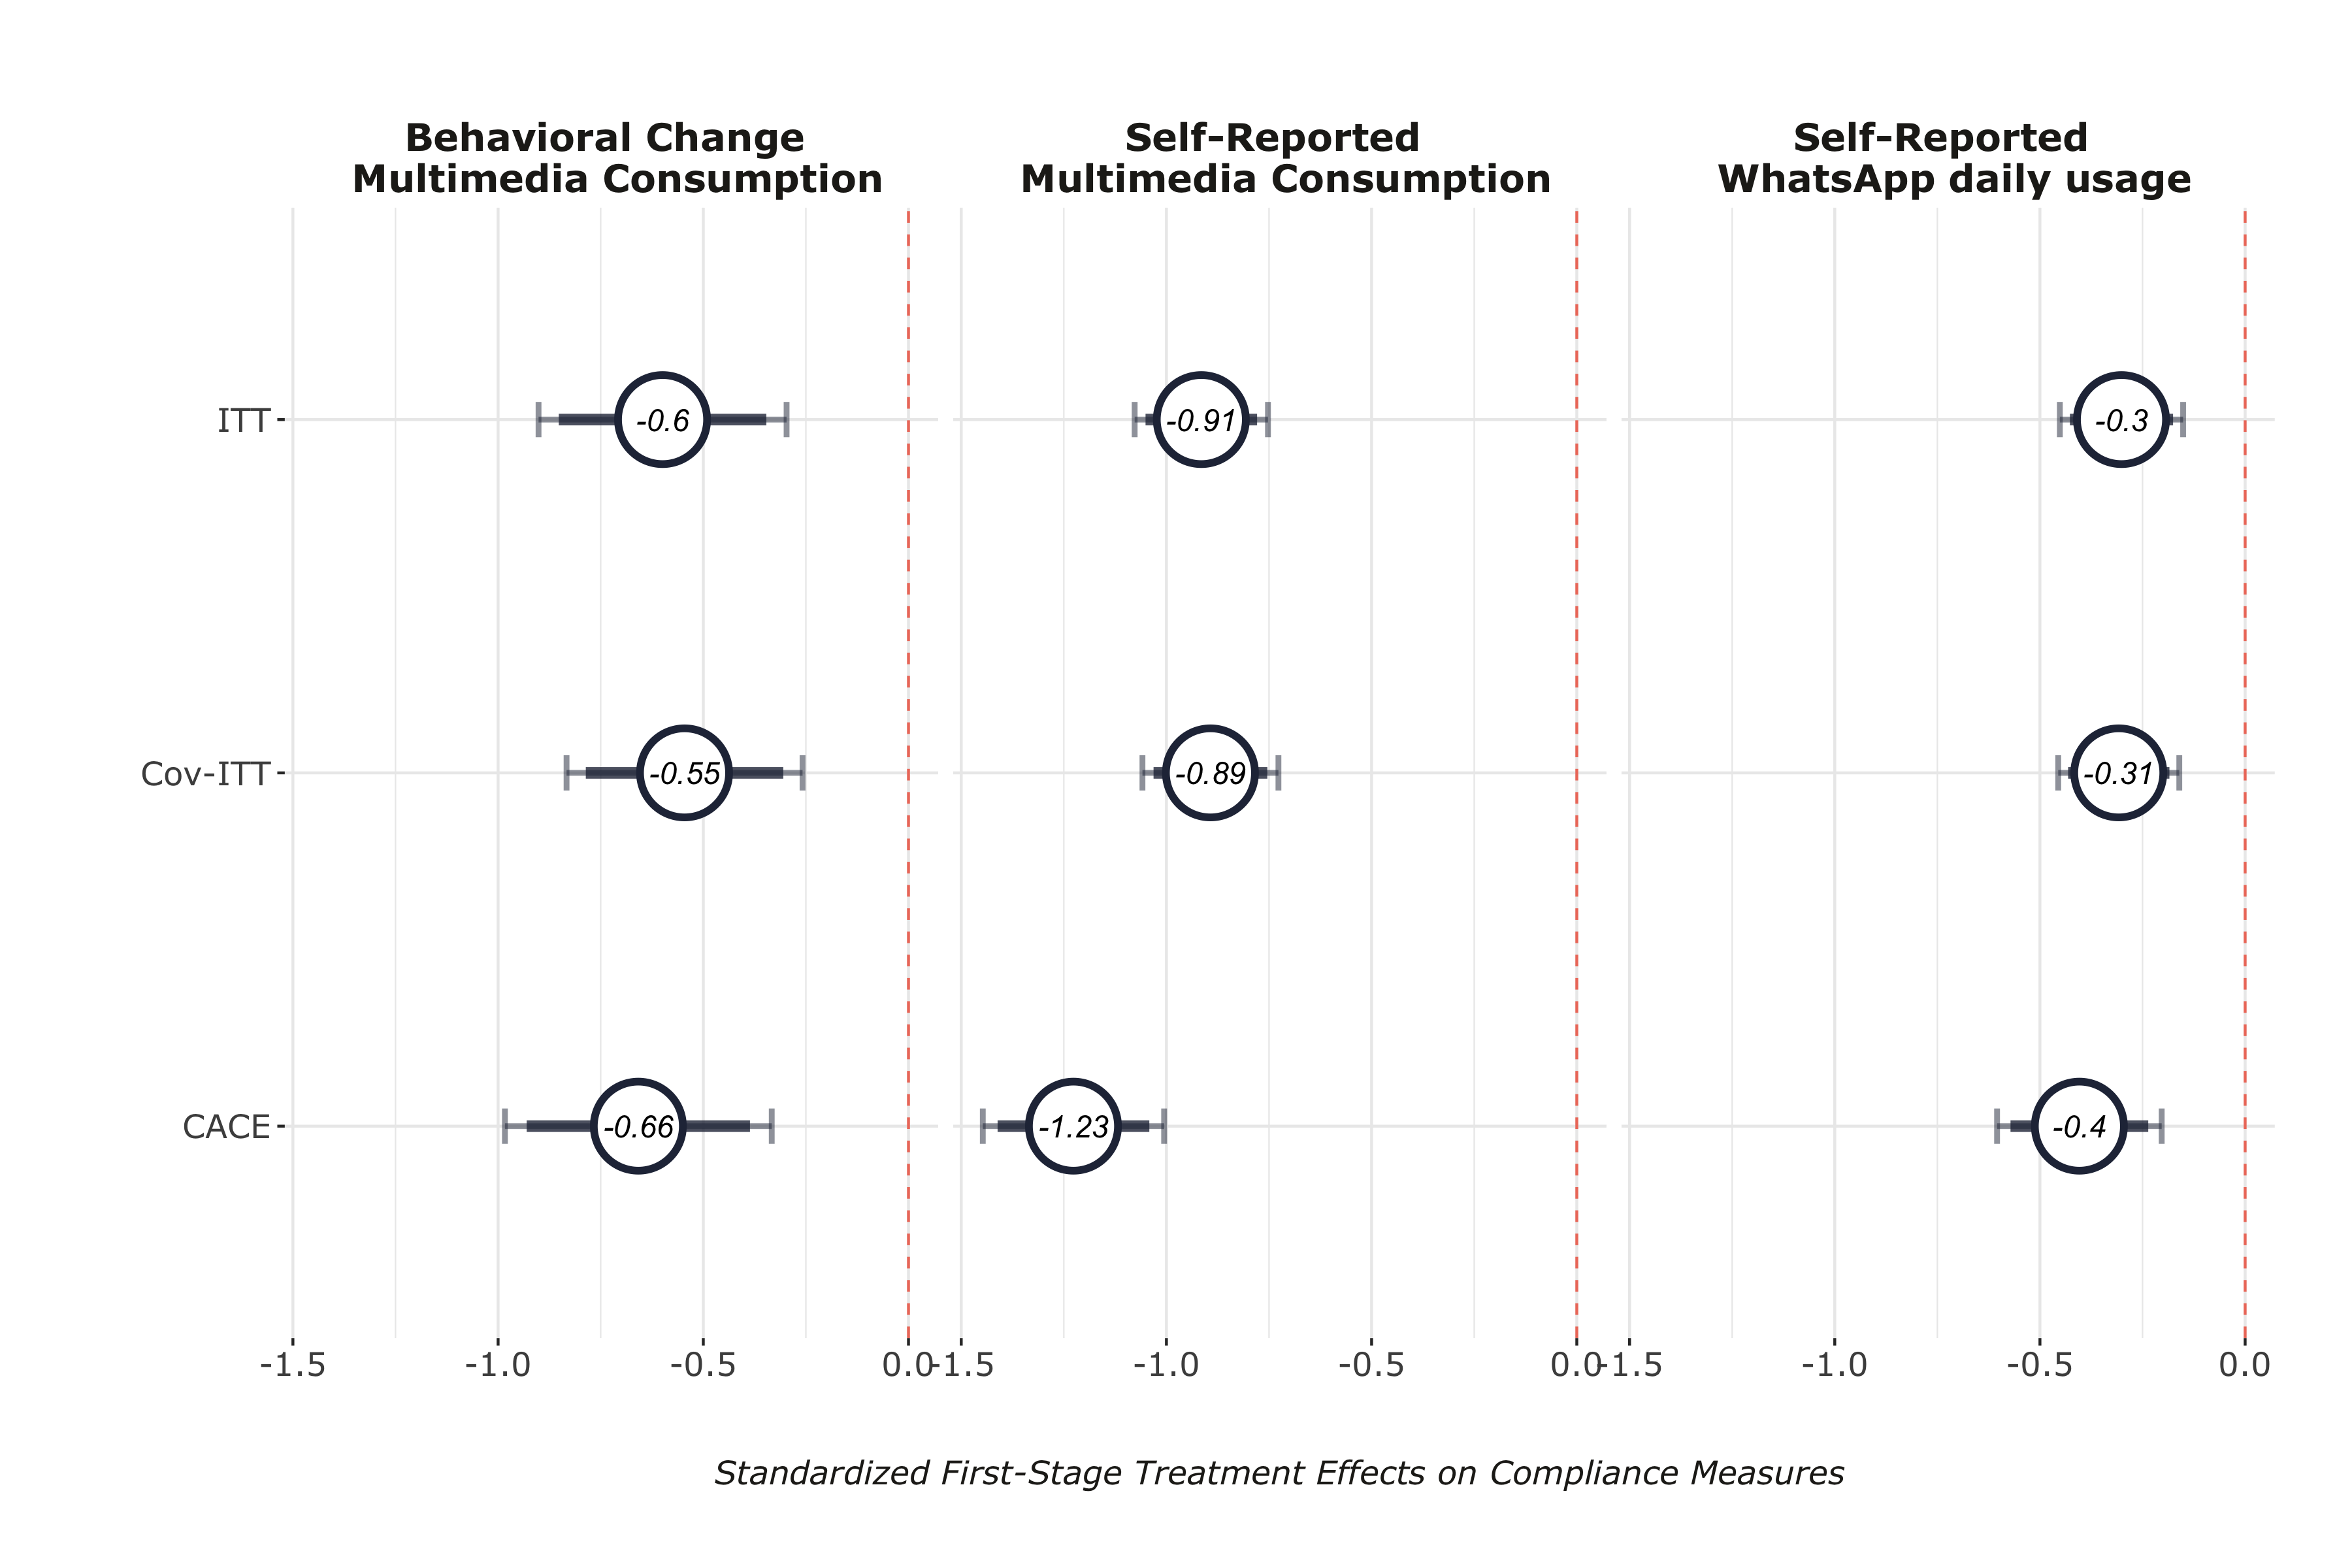 Behavioral Change
Multimedia Consumption
Self-Reported
Multimedia Consumption
Self-Reported
WhatsApp daily usage
ITT
-0.6
-0.91
-0.3
Cov-ITT
-0.55
-0.89
-0.31
CACE
-0.66
-1.23
-0.4
-1.5 -1.0 -0.5 0.0 -1.5 -1.0 -0.5 0.0 -1.5 -1.0 -0.5 0.0
Standardized First-Stage Treatment Effects on Compliance Measures